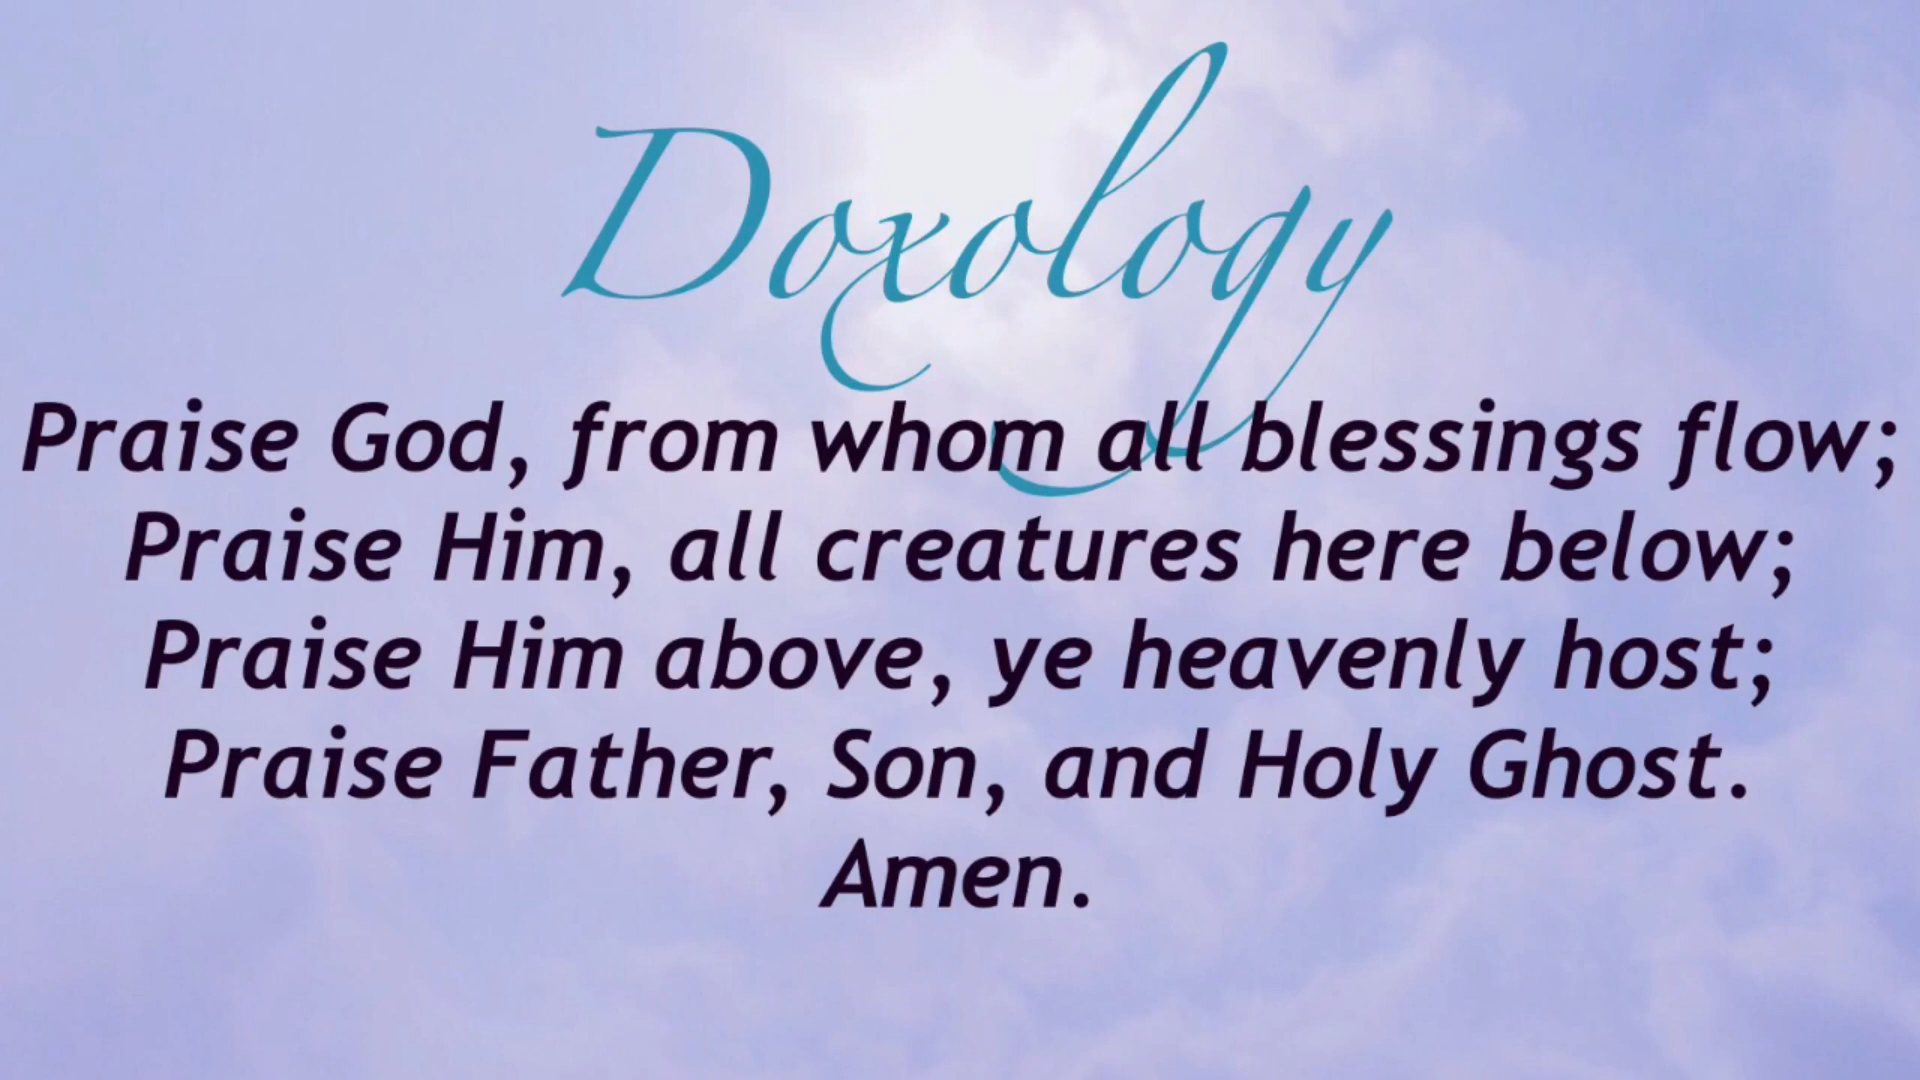 Doxology
Praise God, from whom all blessings flow;
Praise Him, all creatures here below;
Praise Him above, ye heavenly host;
Praise Father, Son, and Holy Ghost.
Amen.